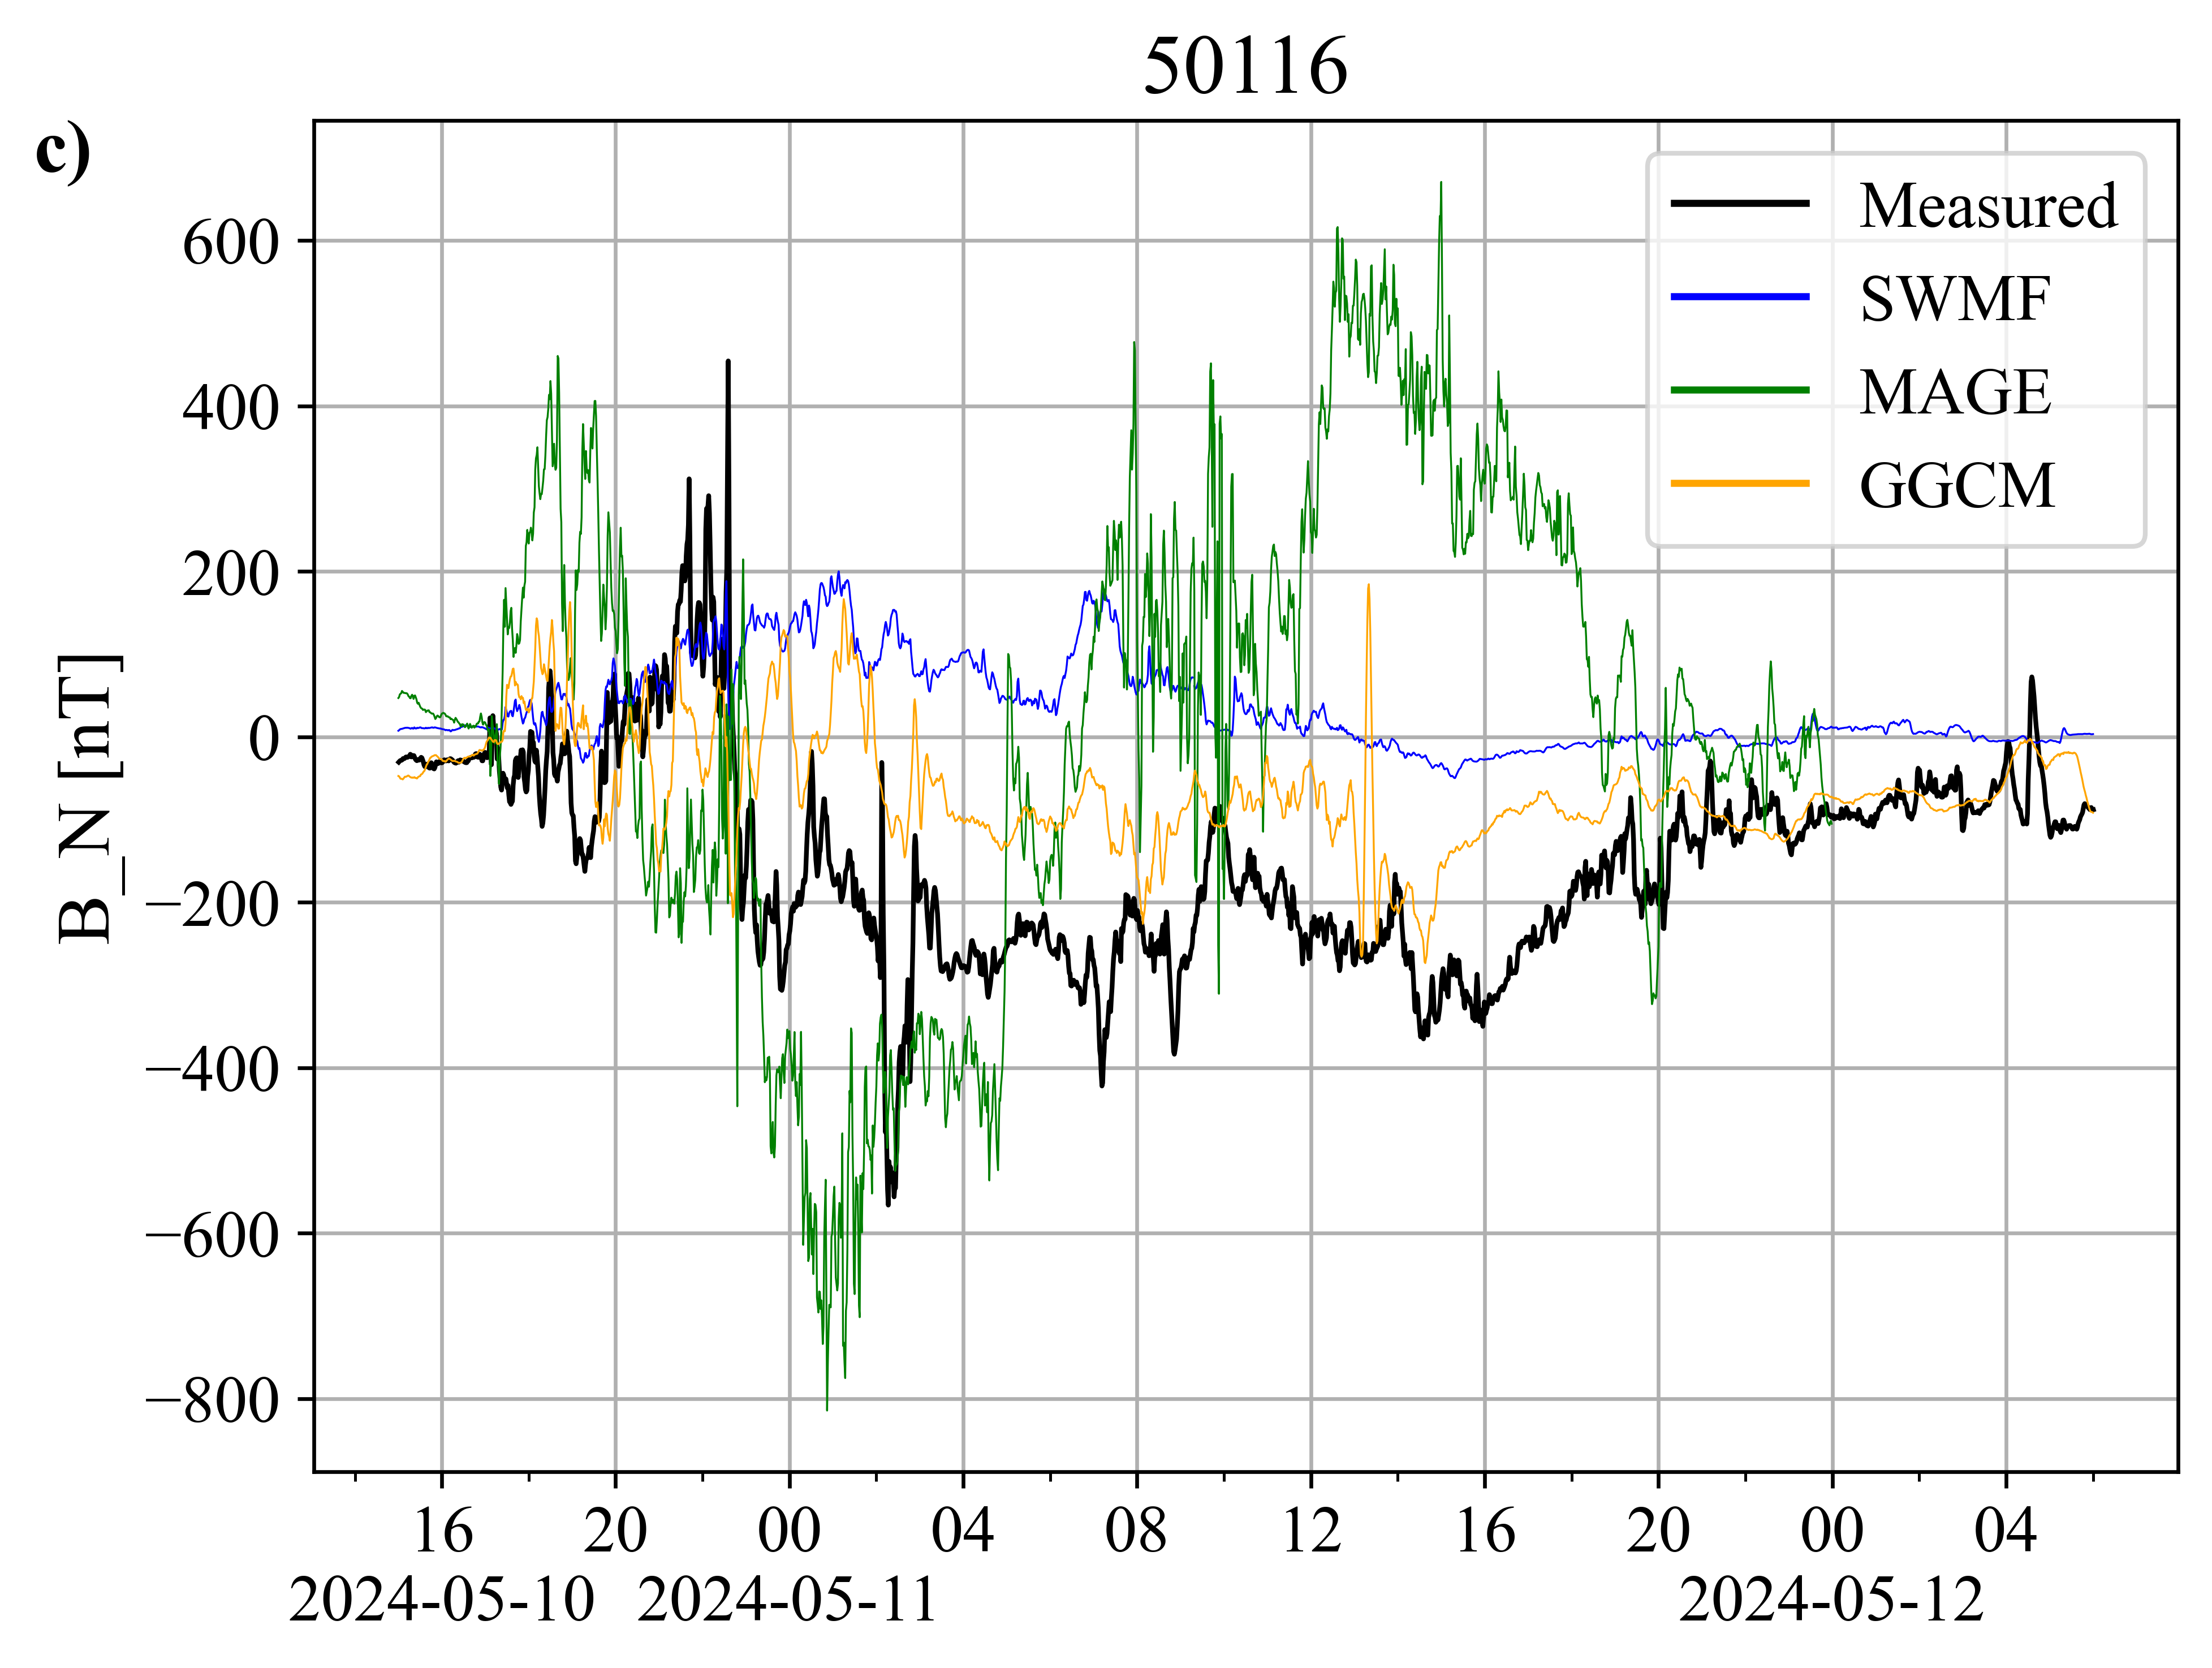 50116
c)
B_N [nT]
600
400
200
0
−200
−400
−600
−800
Measured
SWMF
MAGE
GGCM
16 20 00 04 08 12 16 20 00 04
2024-05-10 2024-05-11 2024-05-12